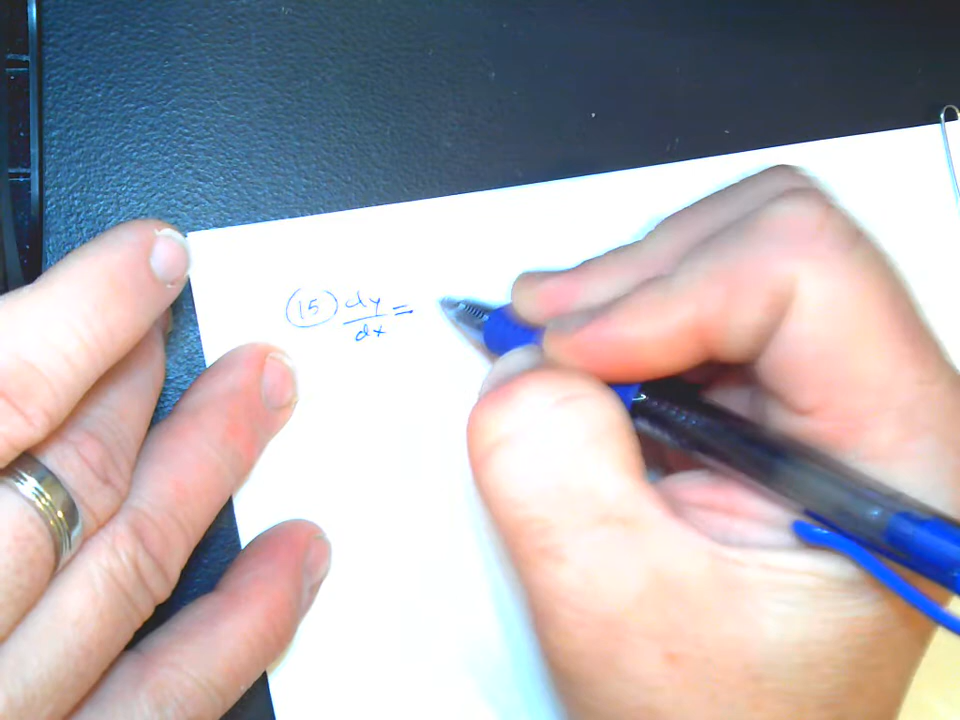 (15) dy/dx =